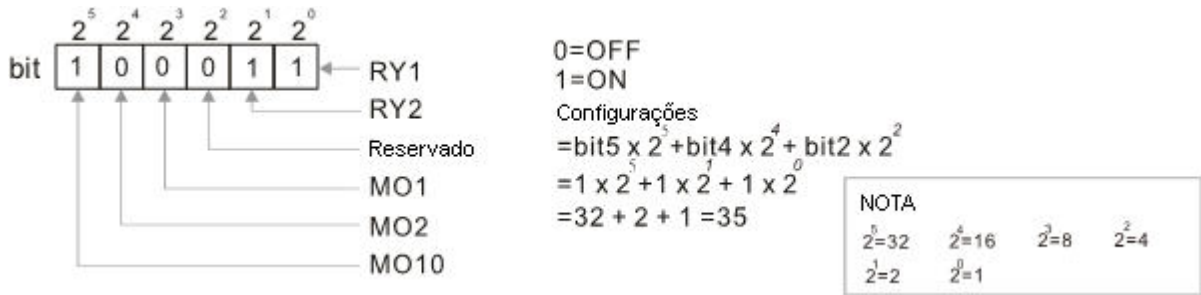 2⁵ 2⁴ 2³ 2² 2¹ 2⁰
bit 1 0 0 0 1 1
RY1
RY2
Reservado
MO1
MO2
MO10
0=OFF
1=ON
Configurações
=bit5 x 2⁵+bit4 x 2⁴+ bit2 x 2²
=1 x 2⁵+1 x 2¹+ 1 x 2⁰
=32 + 2 + 1 =35
NOTA
2⁵=32 2⁴=16 2³=8 2²=4
2¹=2 2⁰=1